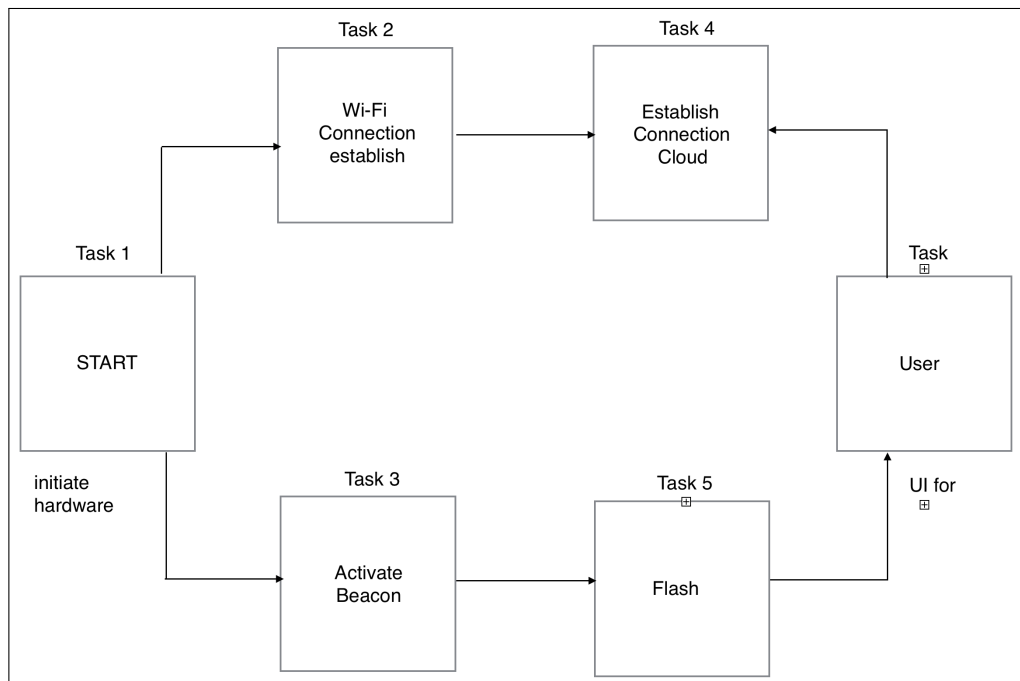 Task 2
Wi-Fi
Connection
establish
Task 4
Establish
Connection
Cloud
Task 1
START
initiate
hardware
Task
User
UI for
Task 3
Activate
Beacon
Task 5
Flash